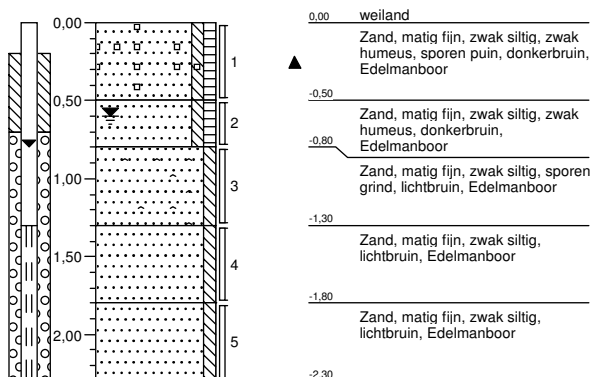 0,00
0,50
1,00
1,50
2,00
1
2
3
4
5
0,00 weiland
Zand, matig fijn, zwak siltig, zwak
humeus, sporen puin, donkerbruin,
Edelmanboor
-0,50
Zand, matig fijn, zwak siltig, zwak
humeus, donkerbruin,
Edelmanboor
-0,80
Zand, matig fijn, zwak siltig, sporen
grind, lichtbruin, Edelmanboor
-1,30
Zand, matig fijn, zwak siltig,
lichtbruin, Edelmanboor
-1,80
Zand, matig fijn, zwak siltig,
lichtbruin, Edelmanboor
-2,30